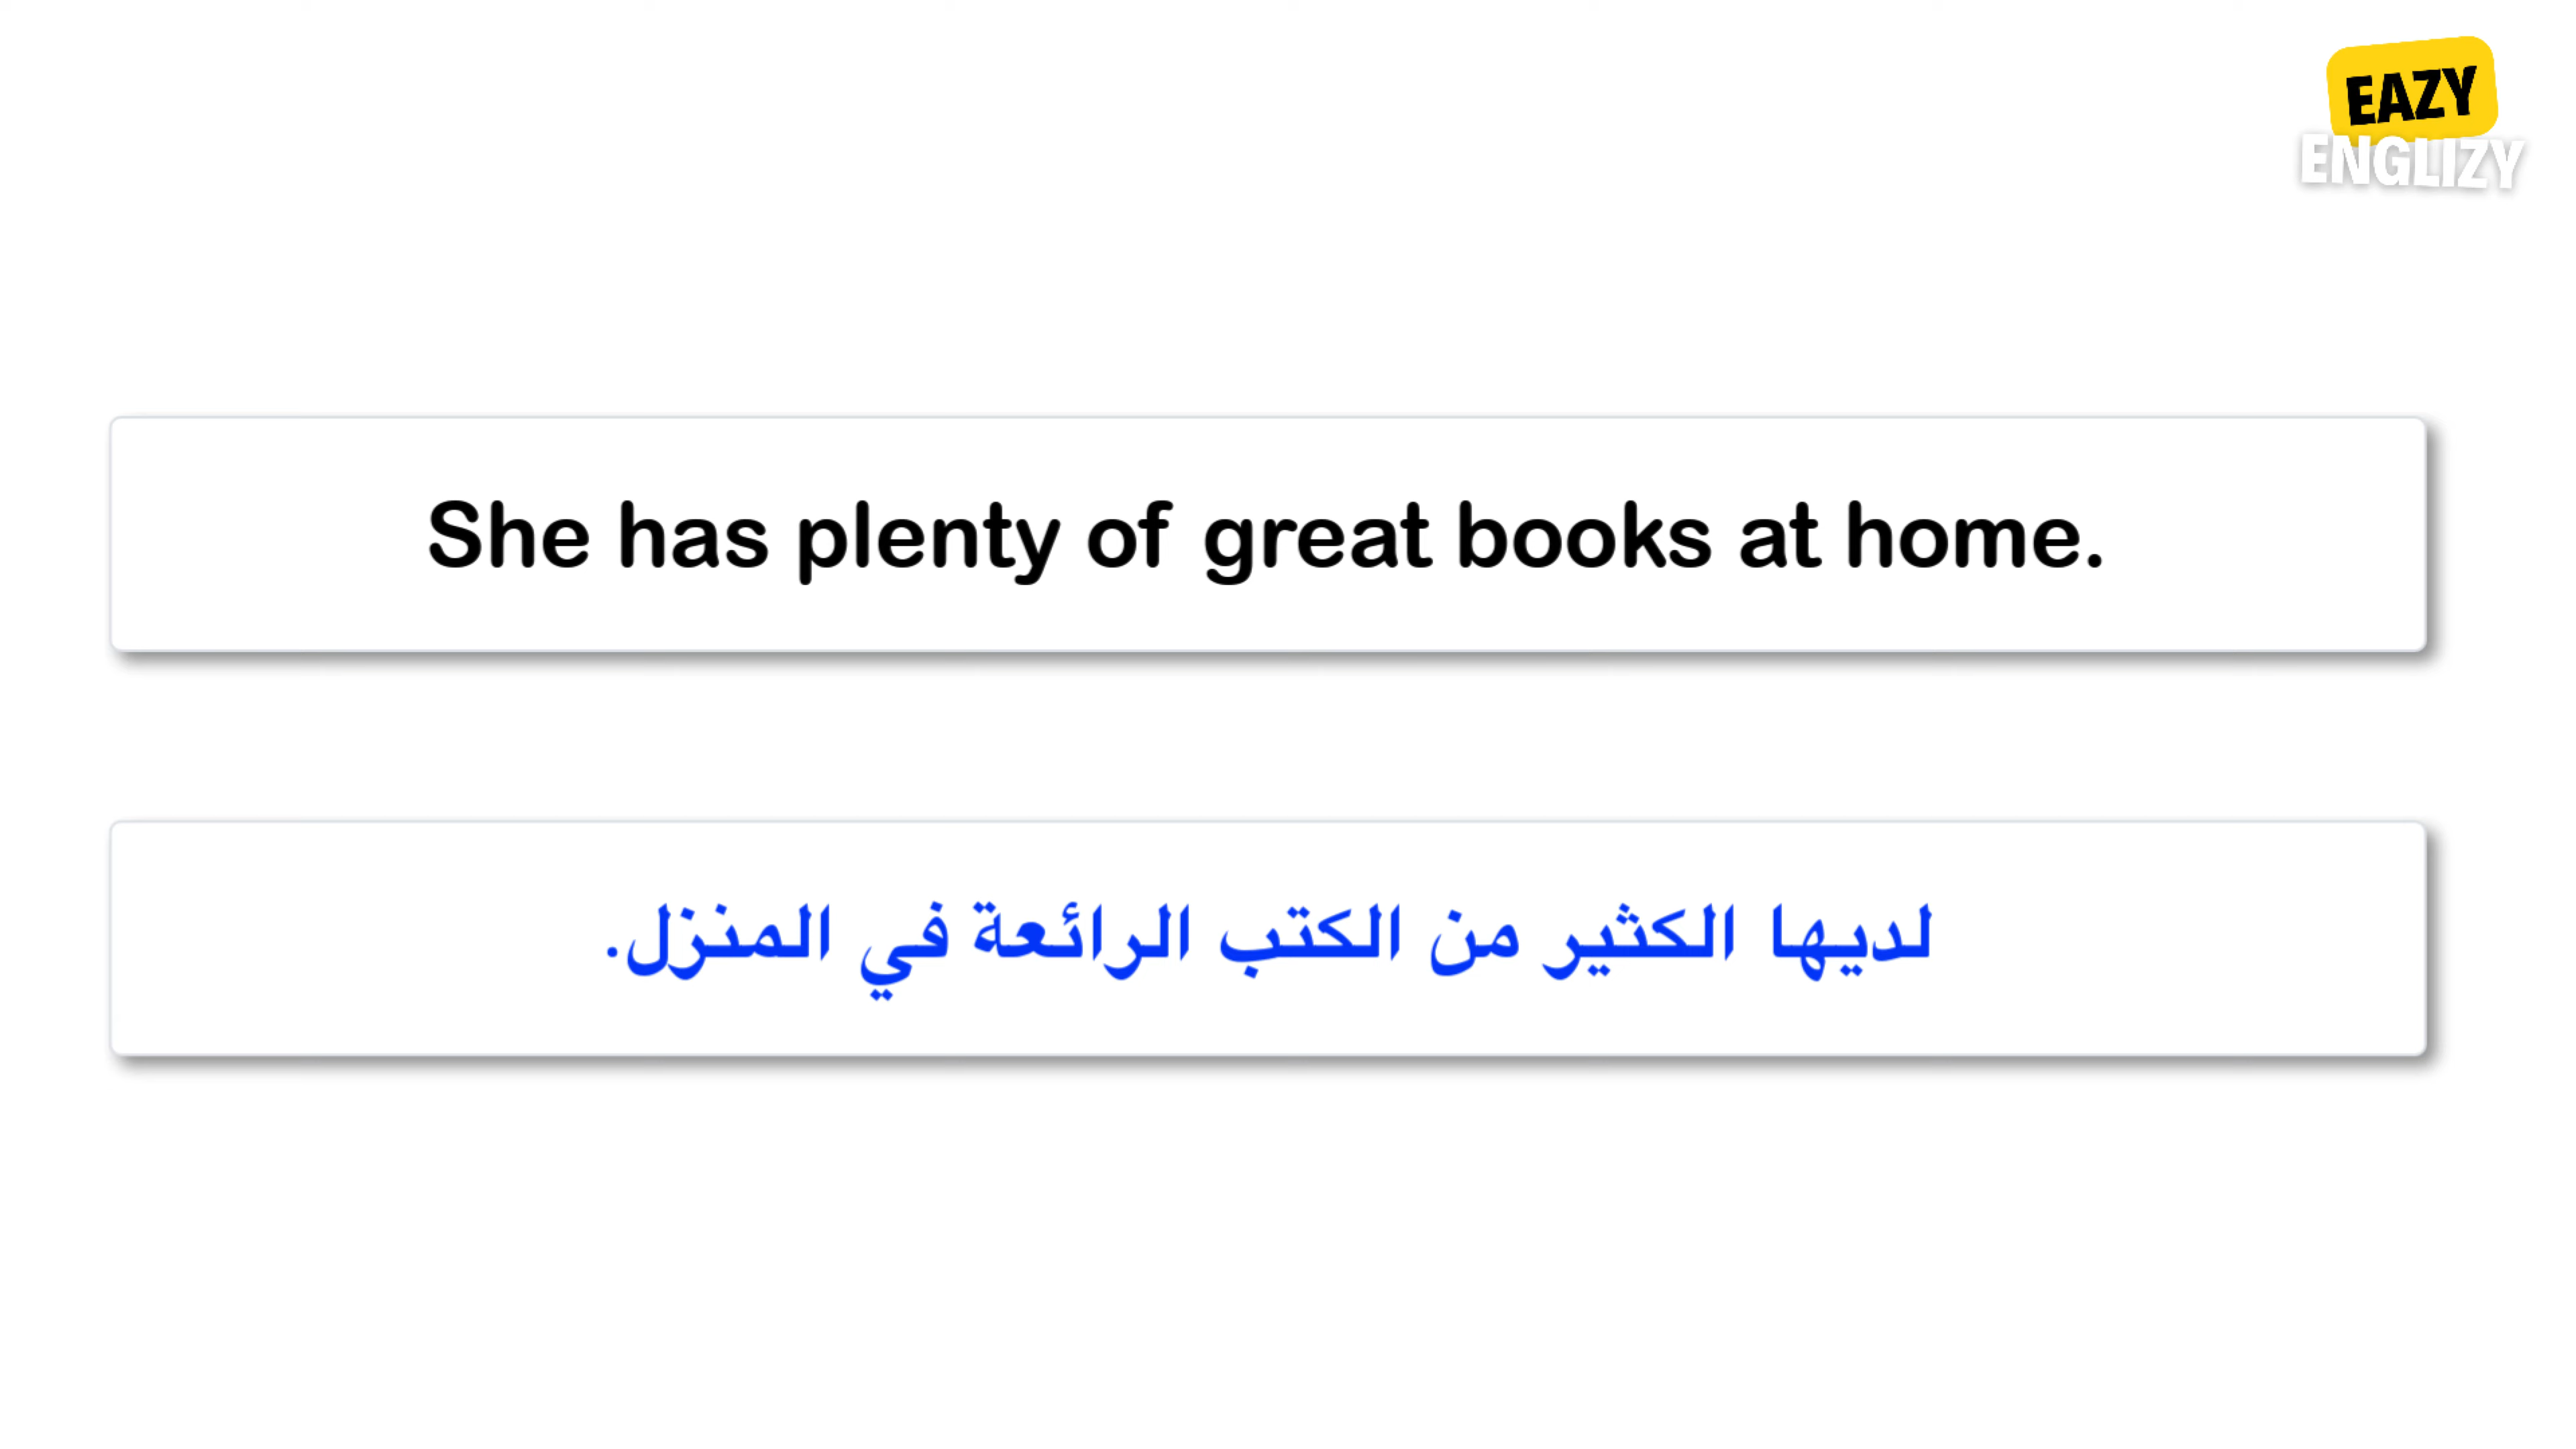 EAZY
ENGLIZY
She has plenty of great books at home.
لديها الكثير من الكتب الرائعة في المنزل.